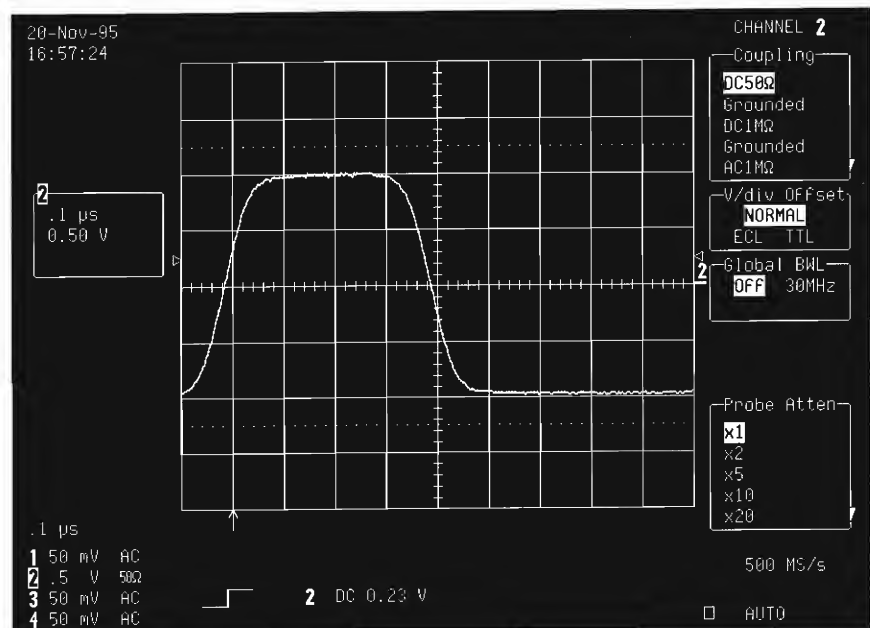 20-Nov-95
16:57:24
2
.1 µs
0.50 V
2
CHANNEL 2
Coupling
DC50Ω
Grounded
DC1MΩ
Grounded
AC1MΩ
V/div Offset
NORMAL
ECL TTL
Global BWL
OFF 30MHz
Probe Atten
x1
x2
x5
x10
x20
.1 µs
1 50 mV AC
2 .5 V 50Ω
3 50 mV AC
4 50 mV AC
2 DC 0.23 V
500 MS/s
AUTO